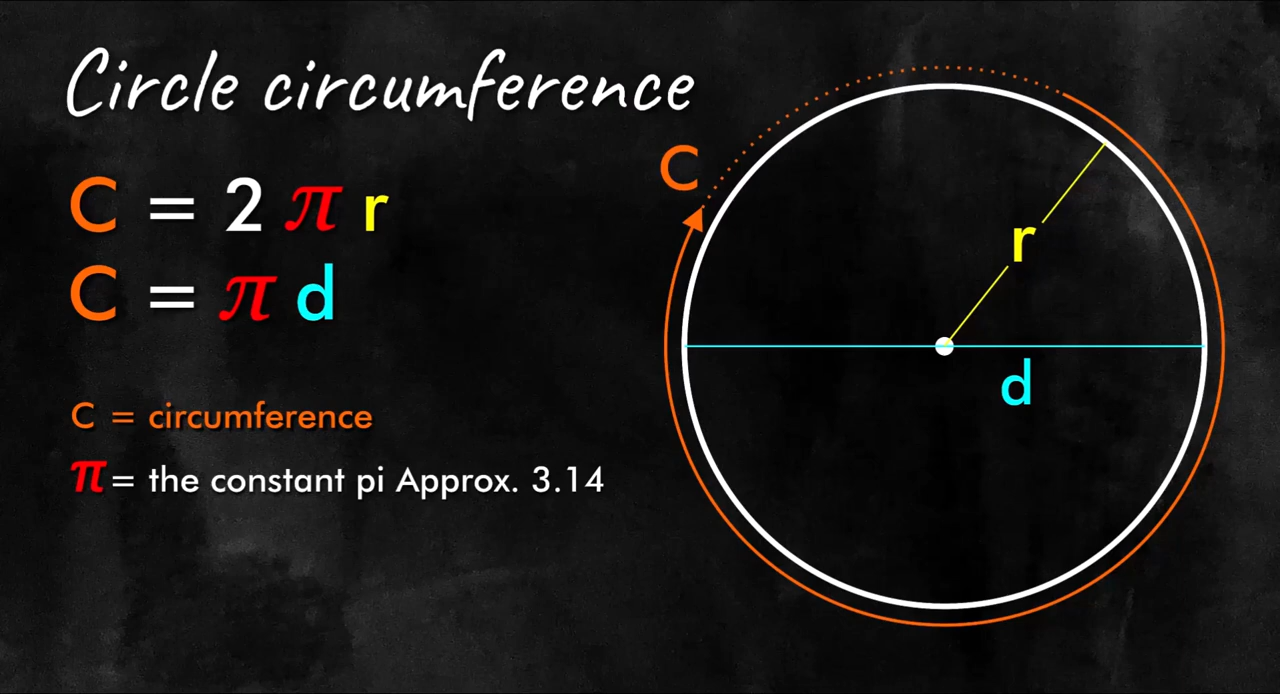 Circle circumference
C = 2 π r
C = π d
C = circumference
π = the constant pi Approx. 3.14
C
r
d